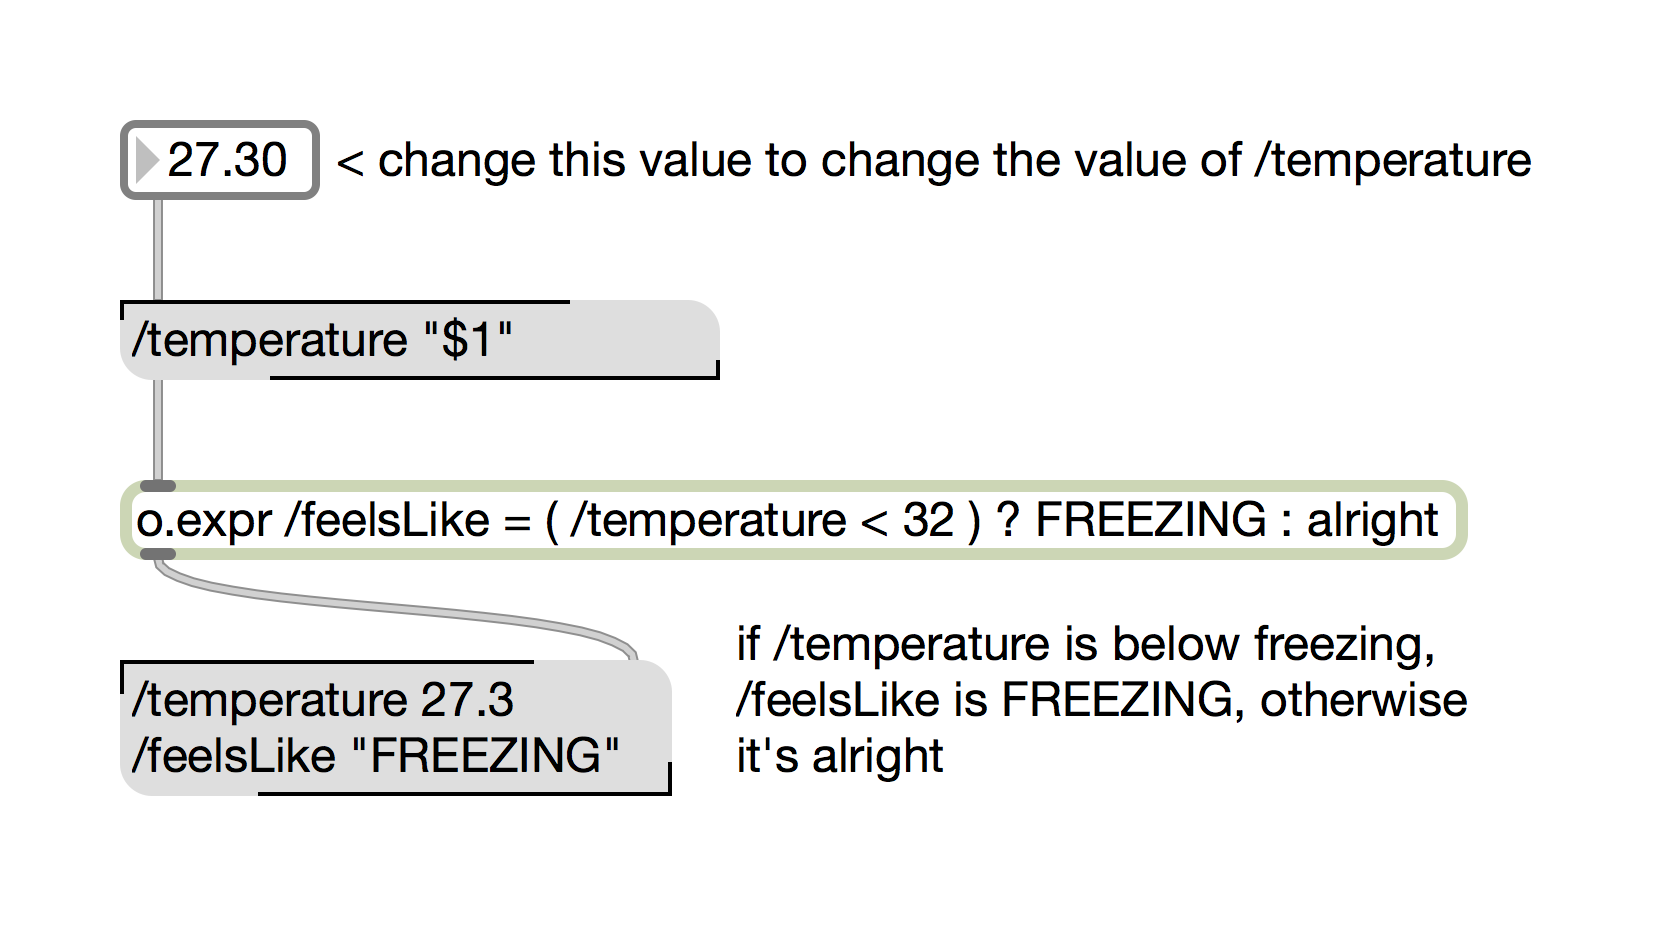 27.30 < change this value to change the value of /temperature
/temperature "$1"
o.expr /feelsLike = ( /temperature < 32 ) ? FREEZING : alright
/temperature 27.3
/feelsLike "FREEZING"
if /temperature is below freezing,
/feelsLike is FREEZING, otherwise
it's alright